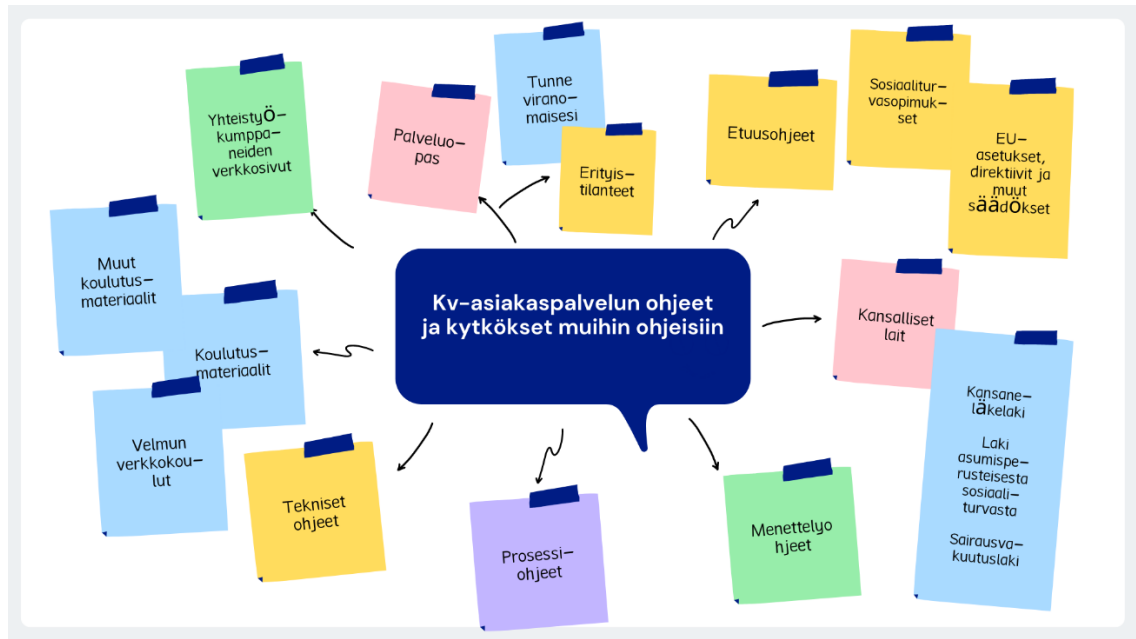 Yhteistyö–
kumppa–
neiden
verkkosivut
Palveluo–
pas
Tunne
virano–
maisesi
Erityis–
tilanteet
Etuusohjeet
Sosiaalitur–
vasopimuk–
set
EU–
asetukset,
direktiivit ja
muut
säädökset
Muut
koulutus–
materiaalit
Koulutus–
materiaalit
Velmun
verkkokou–
lut
Kv–asiakaspalvelun ohjeet
ja kytkökset muihin ohjeisiin
Kansalliset
lait
Kansane–
läkelaki
Laki
asumispe–
rusteisesta
sosiaali–
turvasta
Sairausva–
kuutuslaki
Tekniset
ohjeet
Prosessi–
ohjeet
Menettelyo
hjeet